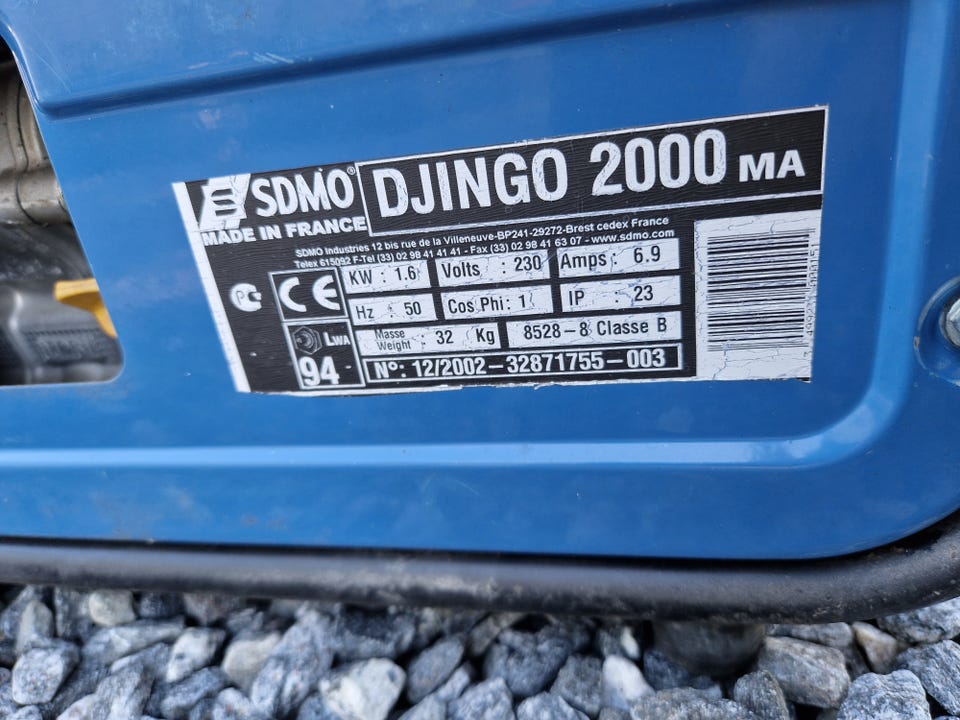 SDMO®
DJINGO 2000 MA
MADE IN FRANCE
SDMO Industries 12 bis rue de la Villeneuve-BP241-29272-Brest cedex France
Telex 615092 F-Tel (33) 02 98 41 41 41 - Fax (33) 02 98 41 63 07 - www.sdmo.com
KW : 1.6 Volts : 230 Amps : 6.9
CE
Hz : 50 Cos Phi : 1 IP : 23
Masse
Weight : 32 Kg 8528-8 Classe B
LWA
94
N°: 12/2002-32871755-003